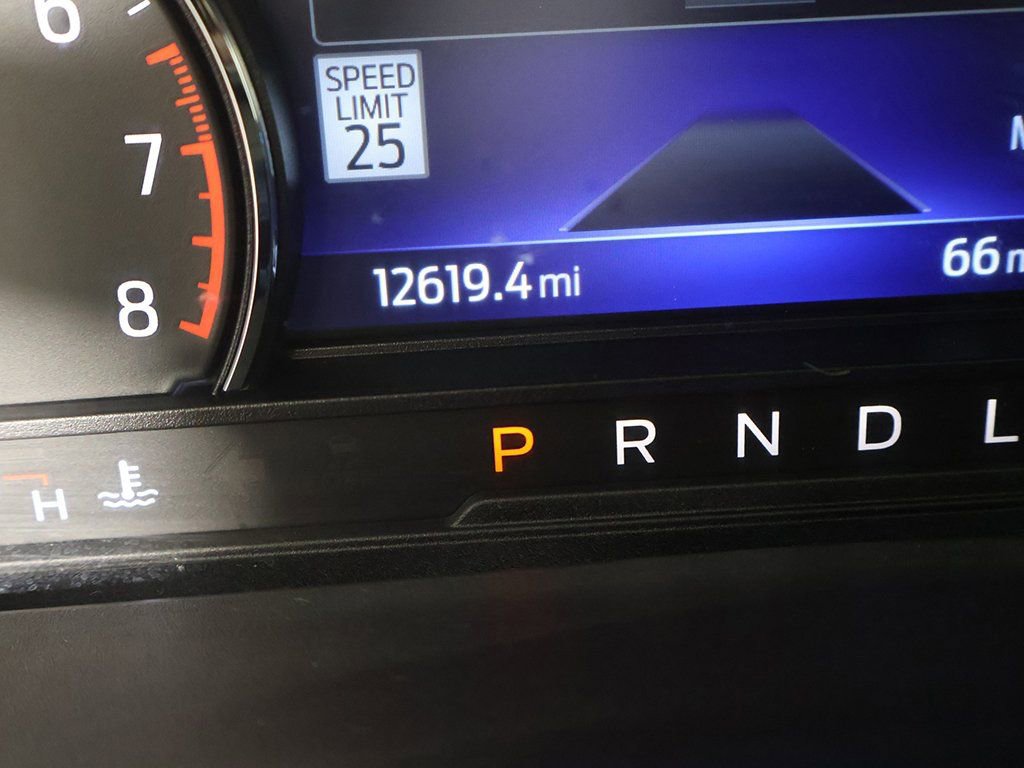 6
7
8
SPEED
LIMIT
25
12619.4 mi
66
P R N D L
H